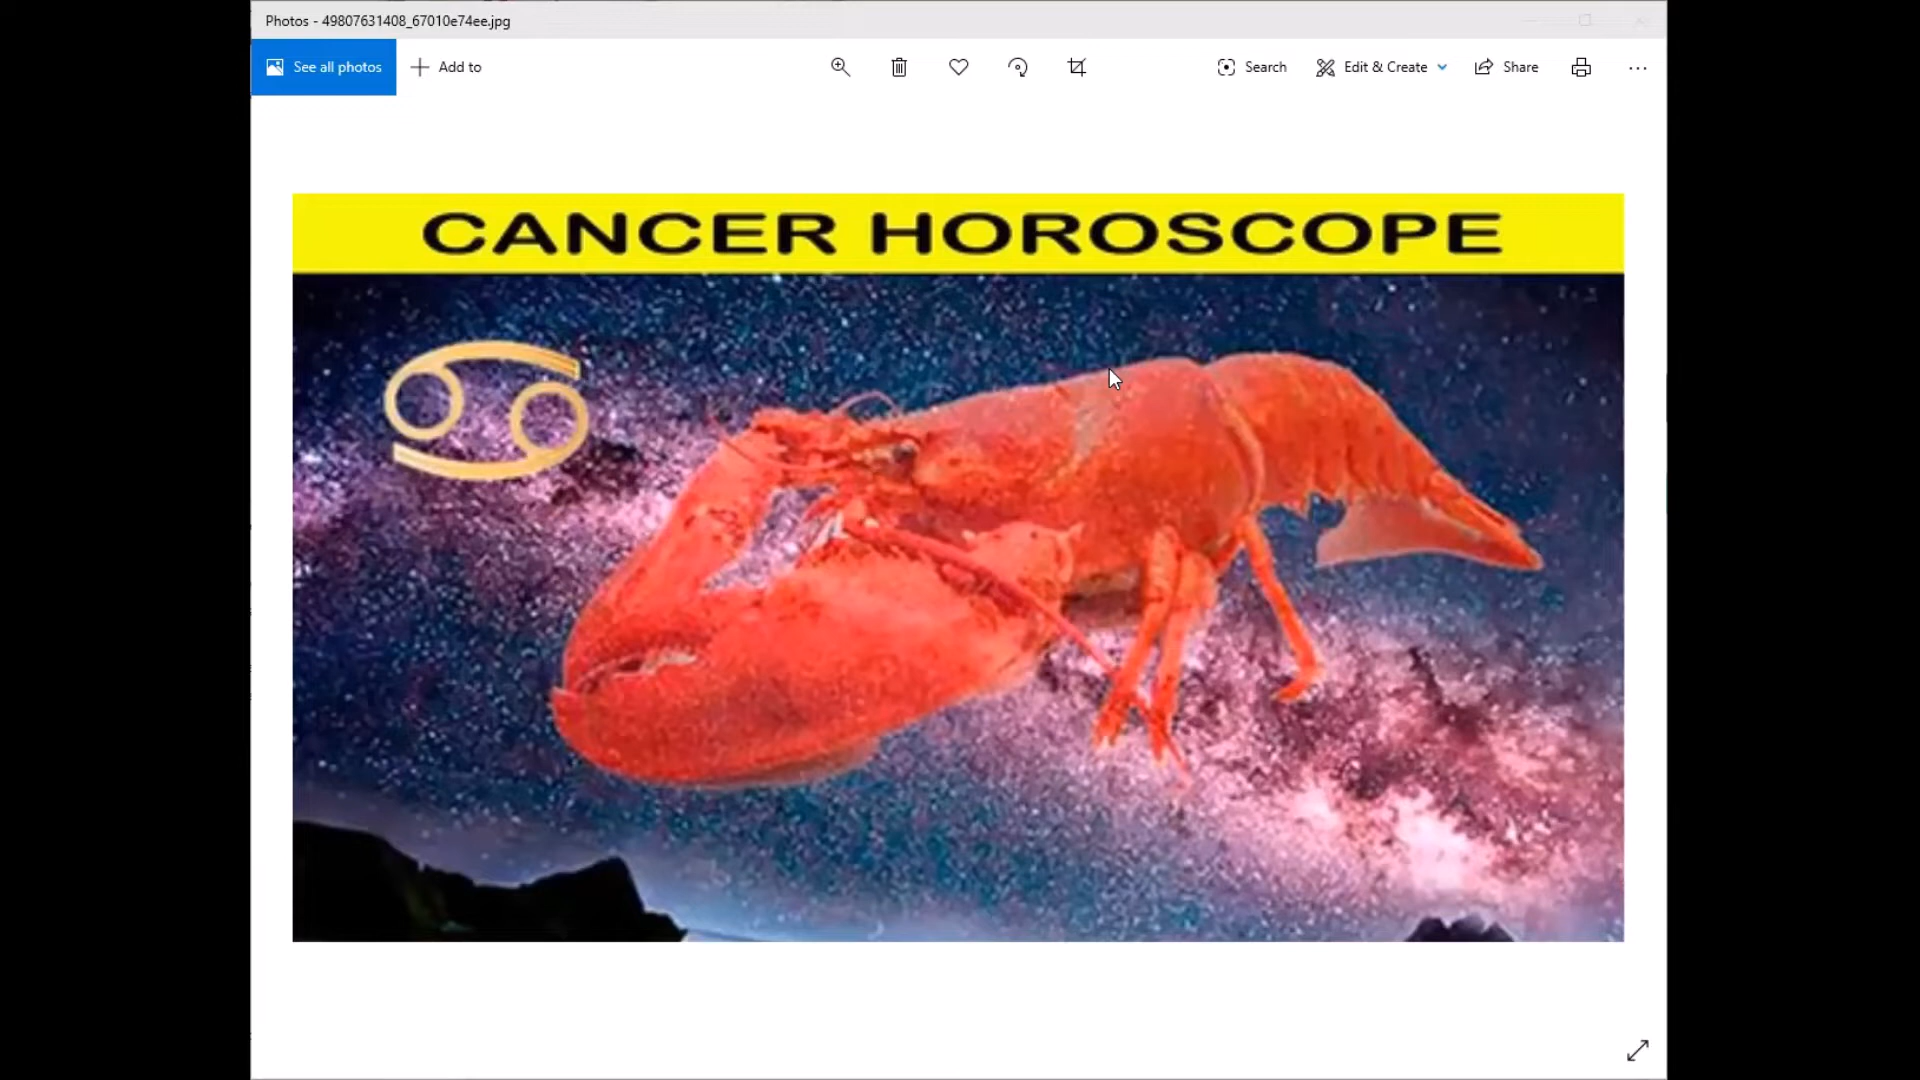 Photos - 49807631408_67010e74ee.jpg
See all photos
Add to
Search
Edit & Create
Share
CANCER HOROSCOPE